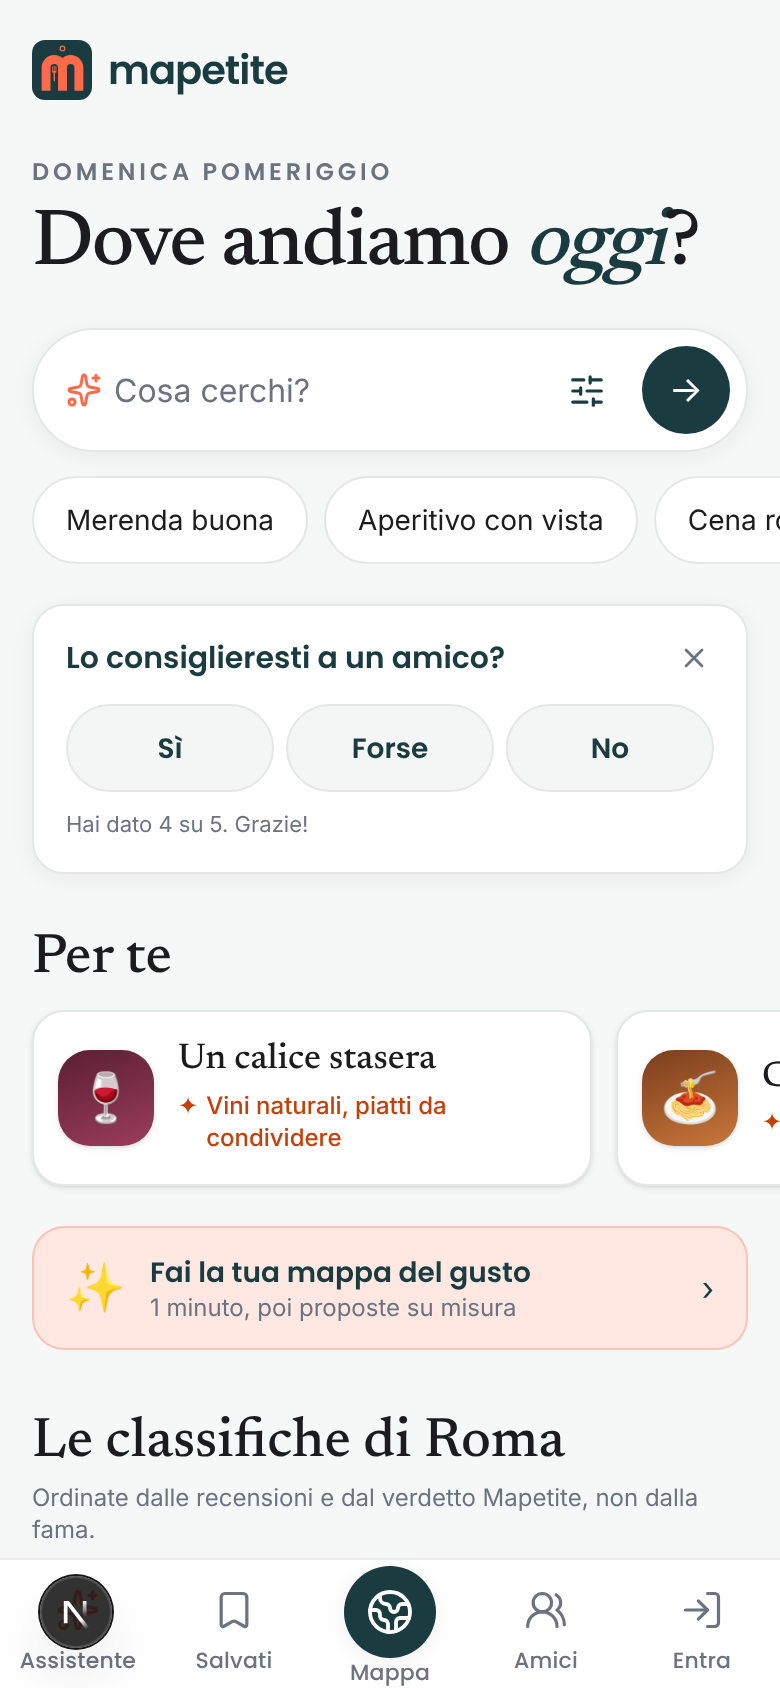 mapetite
DOMENICA POMERIGGIO
Dove andiamo oggi?
Cosa cerchi?
Merenda buona
Aperitivo con vista
Cena
Lo consiglieresti a un amico?
Sì
Forse
No
Hai dato 4 su 5. Grazie!
Per te
Un calice stasera
✦ Vini naturali, piatti da
condividere
Fai la tua mappa del gusto
1 minuto, poi proposte su misura
Le classifiche di Roma
Ordinate dalle recensioni e dal verdetto Mapetite, non dalla
fama.
N
Assistente
Salvati
Mappa
Amici
Entra